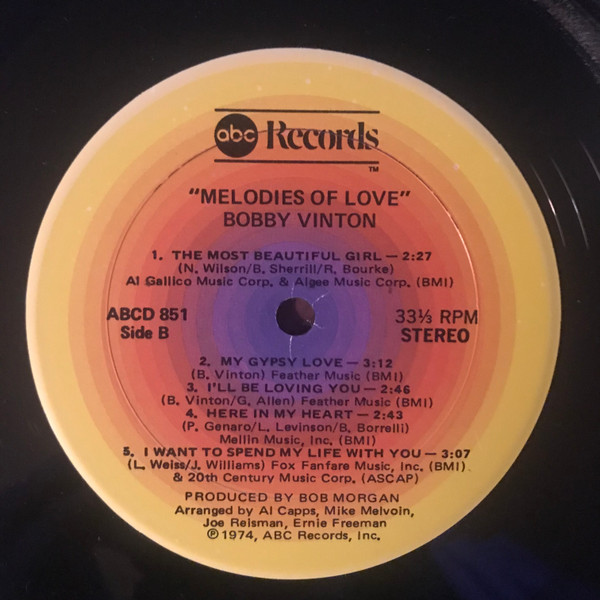 abc Records
TM
"MELODIES OF LOVE"
BOBBY VINTON
1. THE MOST BEAUTIFUL GIRL — 2:27
(N. Wilson/B. Sherrill/R. Bourke)
Al Gallico Music Corp. & Algee Music Corp. (BMI)
ABCD 851
Side B
33⅓ RPM
STEREO
2. MY GYPSY LOVE — 3:12
(B. Vinton) Feather Music (BMI)
3. I'LL BE LOVING YOU — 2:46
(B. Vinton/G. Allen) Feather Music (BMI)
4. HERE IN MY HEART — 2:43
(P. Genaro/L. Levinson/B. Borrelli)
Mellin Music, Inc. (BMI)
5. I WANT TO SPEND MY LIFE WITH YOU — 3:07
(L. Weiss/J. Williams) Fox Fanfare Music, Inc. (BMI)
& 20th Century Music Corp. (ASCAP)
PRODUCED BY BOB MORGAN
Arranged by Al Capps, Mike Melvoin,
Joe Reisman, Ernie Freeman
℗1974, ABC Records, Inc.